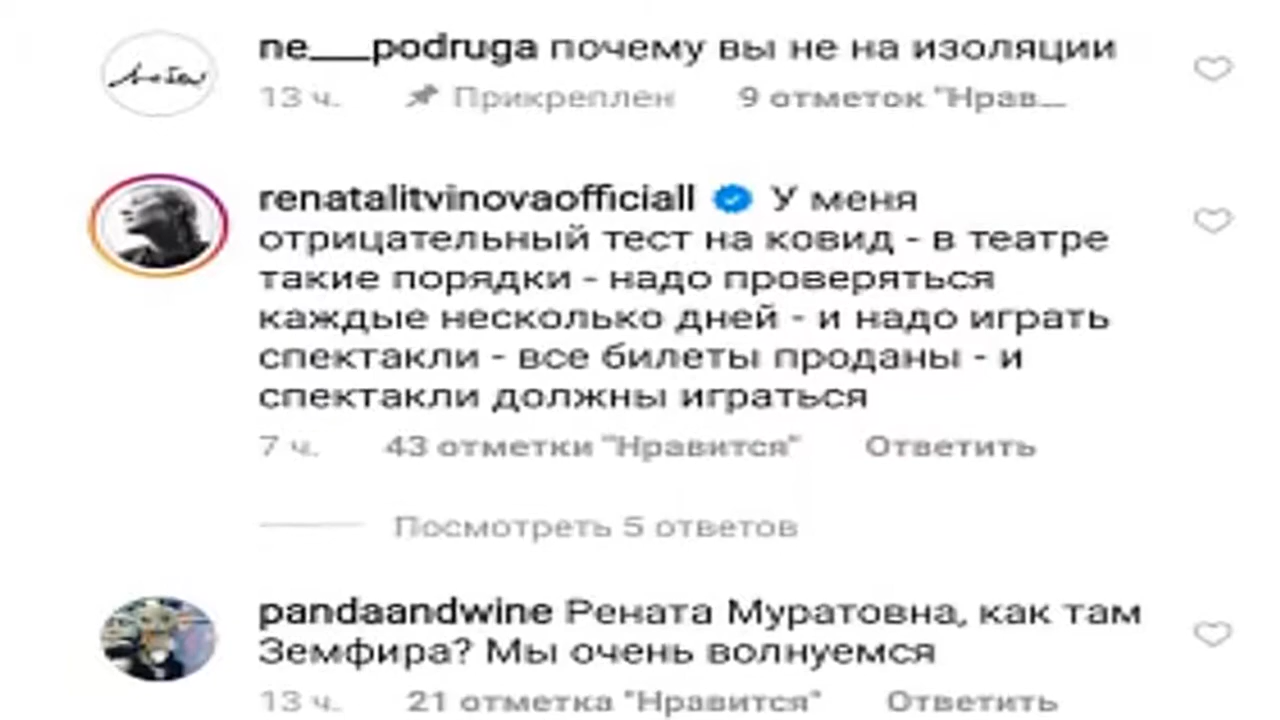 ne___podruga почему вы не на изоляции
13 ч. Прикреплен 9 отметок "Нрав...
renatalitvinovaofficiall У меня
отрицательный тест на ковид - в театре
такие порядки - надо проверяться
каждые несколько дней - и надо играть
спектакли - все билеты проданы - и
спектакли должны играться
7 ч. 43 отметки "Нравится" Ответить
Посмотреть 5 ответов
pandaandwine Рената Муратовна, как там
Земфира? Мы очень волнуемся
13 ч. 21 отметка "Нравится" Ответить